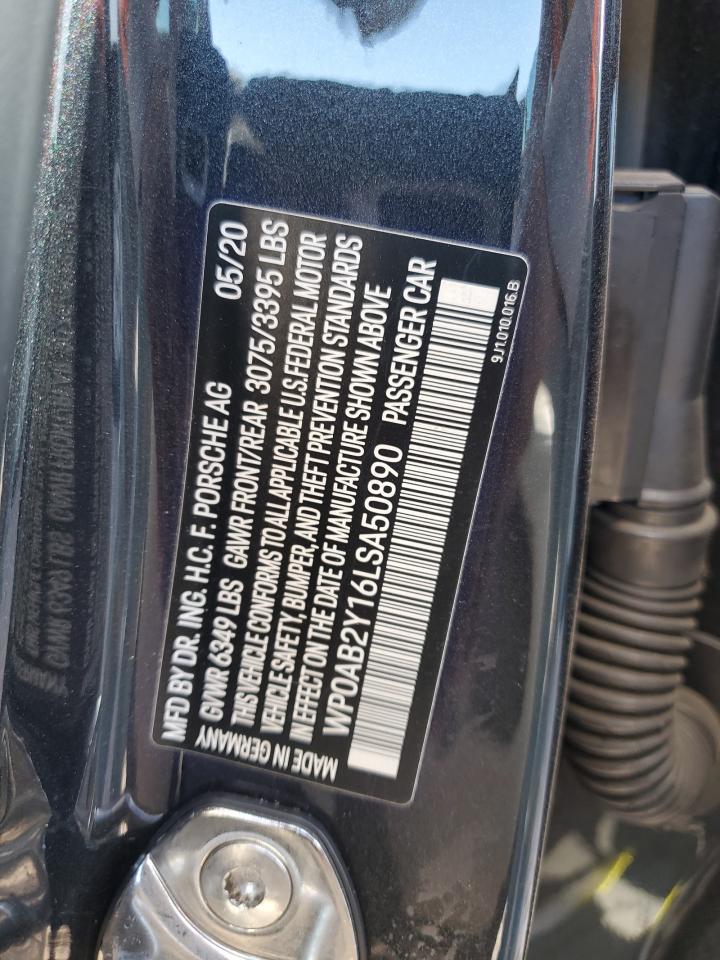 MFD BY DR. ING. H.C. F. PORSCHE AG 05/20
GVWR 6349 LBS GAWR FRONT/REAR 3075/3395 LBS
THIS VEHICLE CONFORMS TO ALL APPLICABLE U.S. FEDERAL MOTOR
VEHICLE SAFETY, BUMPER, AND THEFT PREVENTION STANDARDS
IN EFFECT ON THE DATE OF MANUFACTURE SHOWN ABOVE
WP0AB2Y16LSA50890 PASSENGER CAR
MADE IN GERMANY
9J1.010.016.B